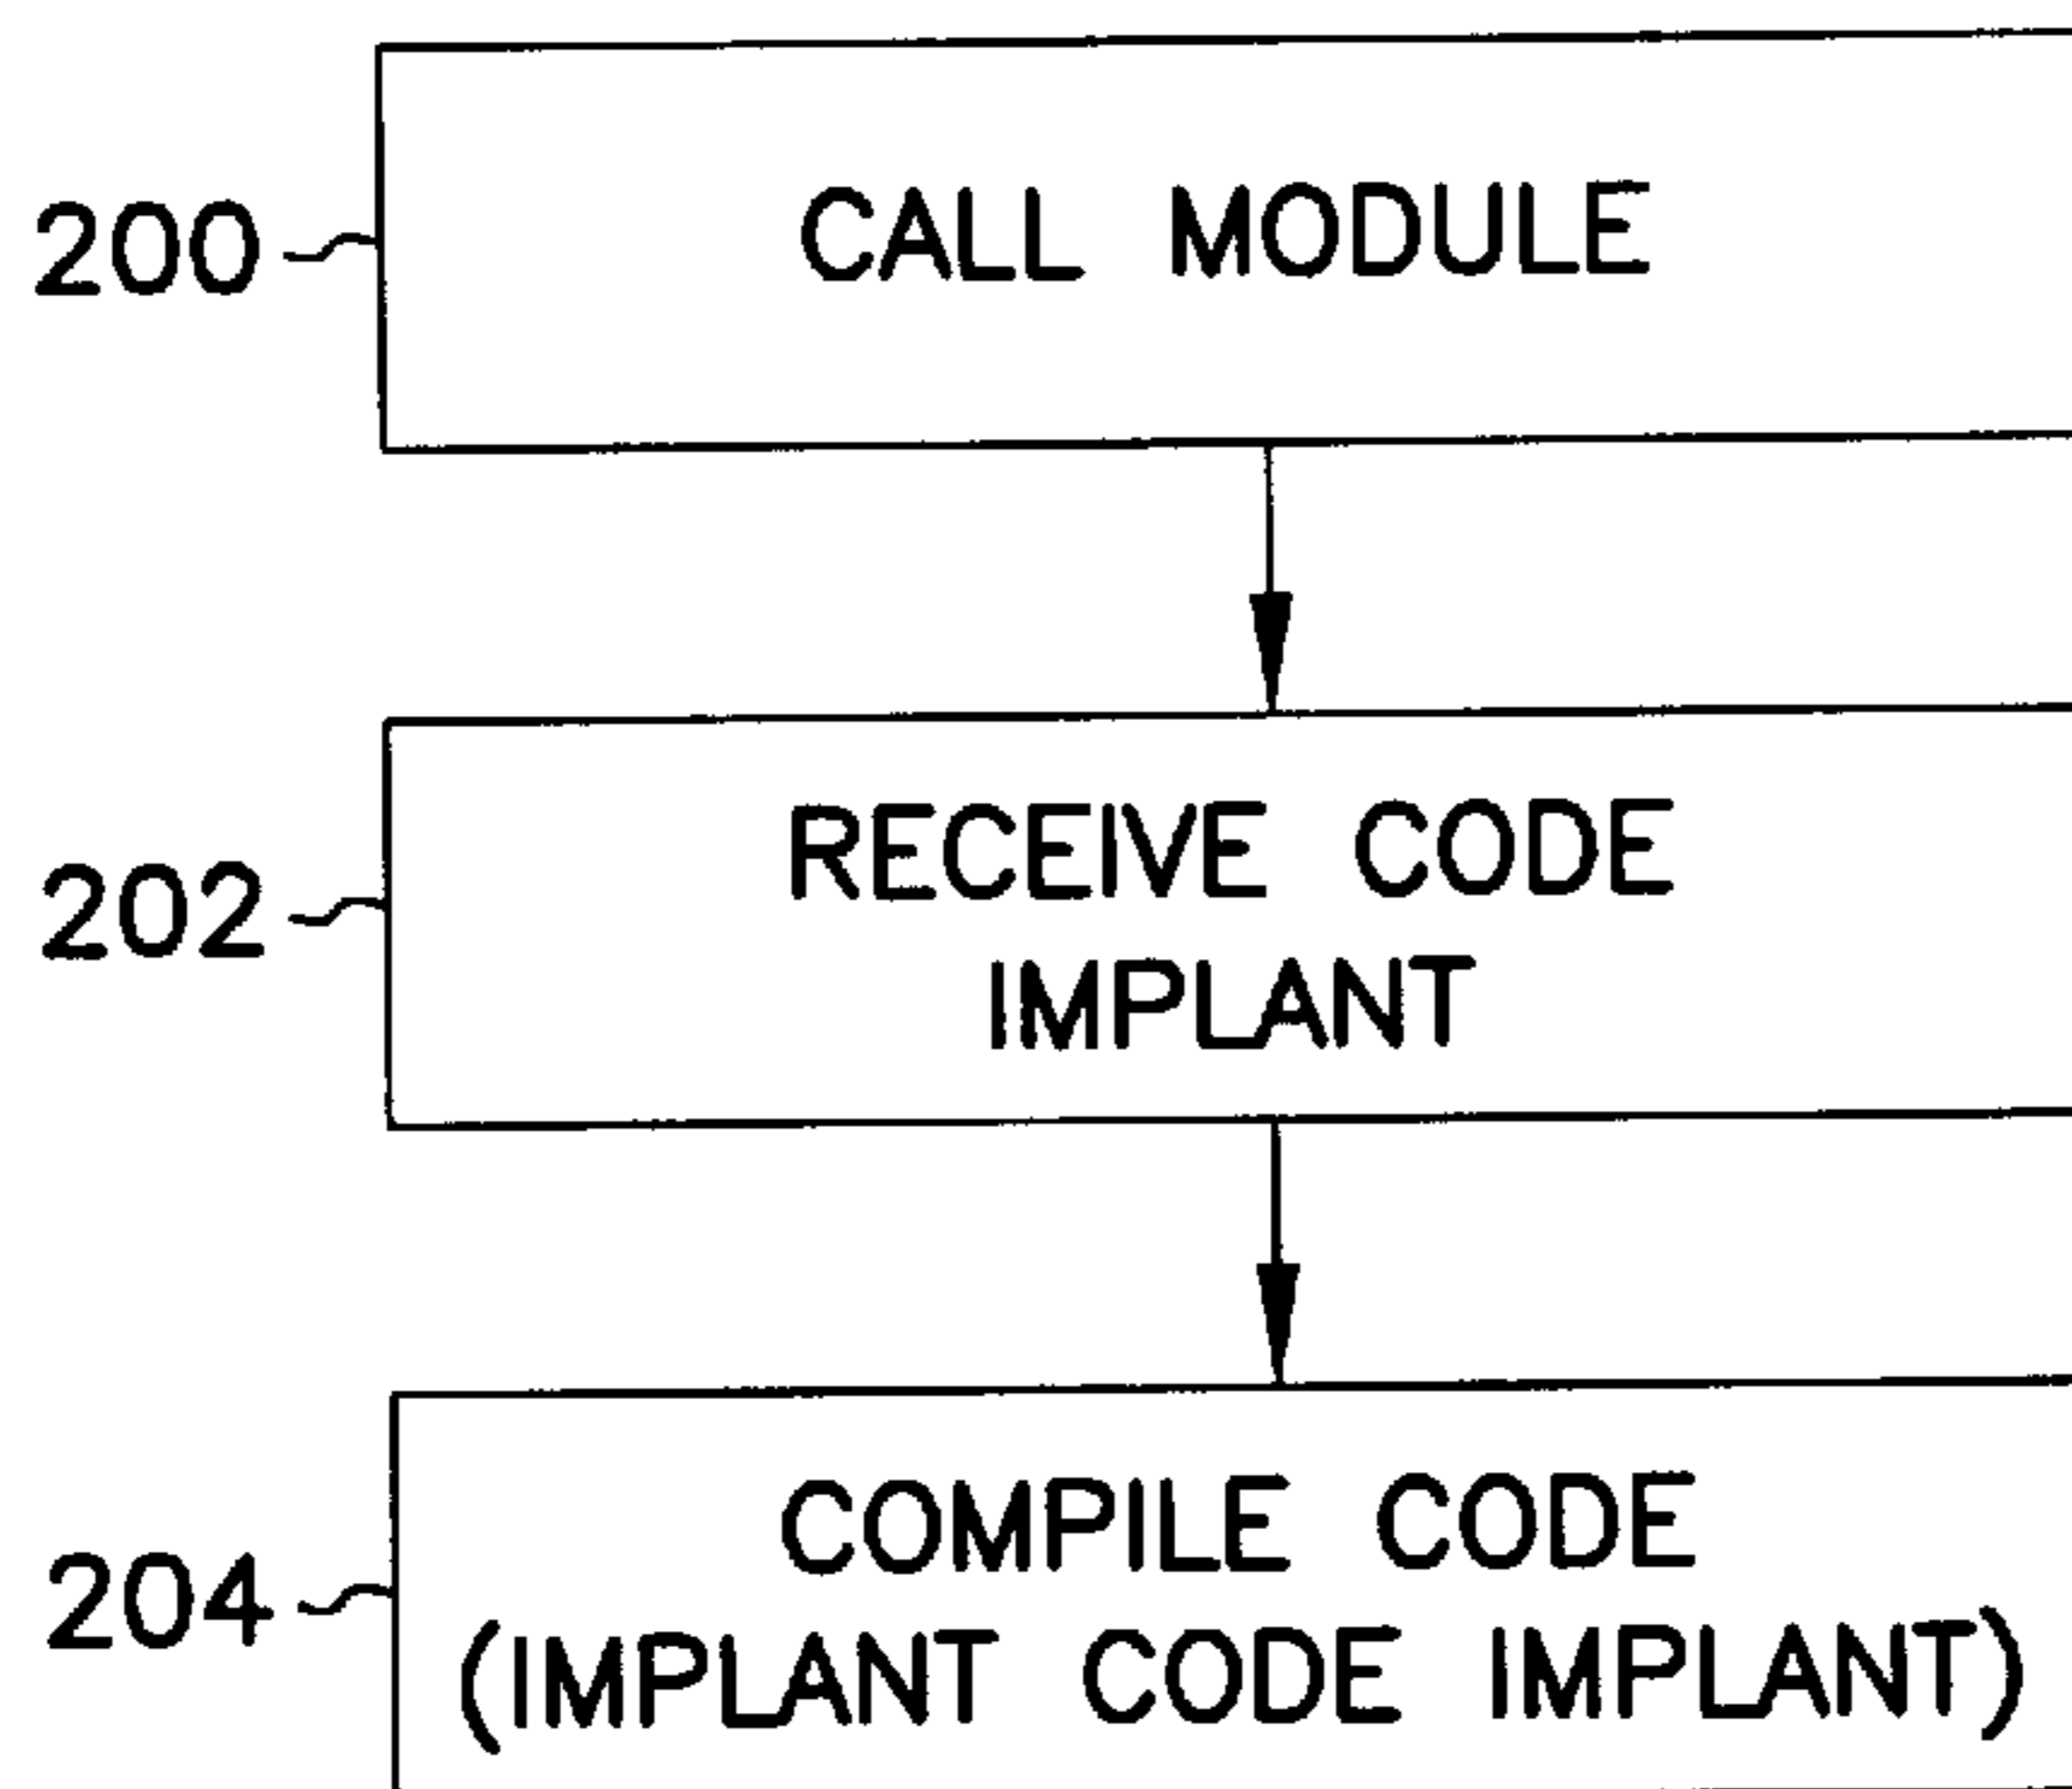 200
CALL MODULE
202
RECEIVE CODE
IMPLANT
204
COMPILE CODE
(IMPLANT CODE IMPLANT)